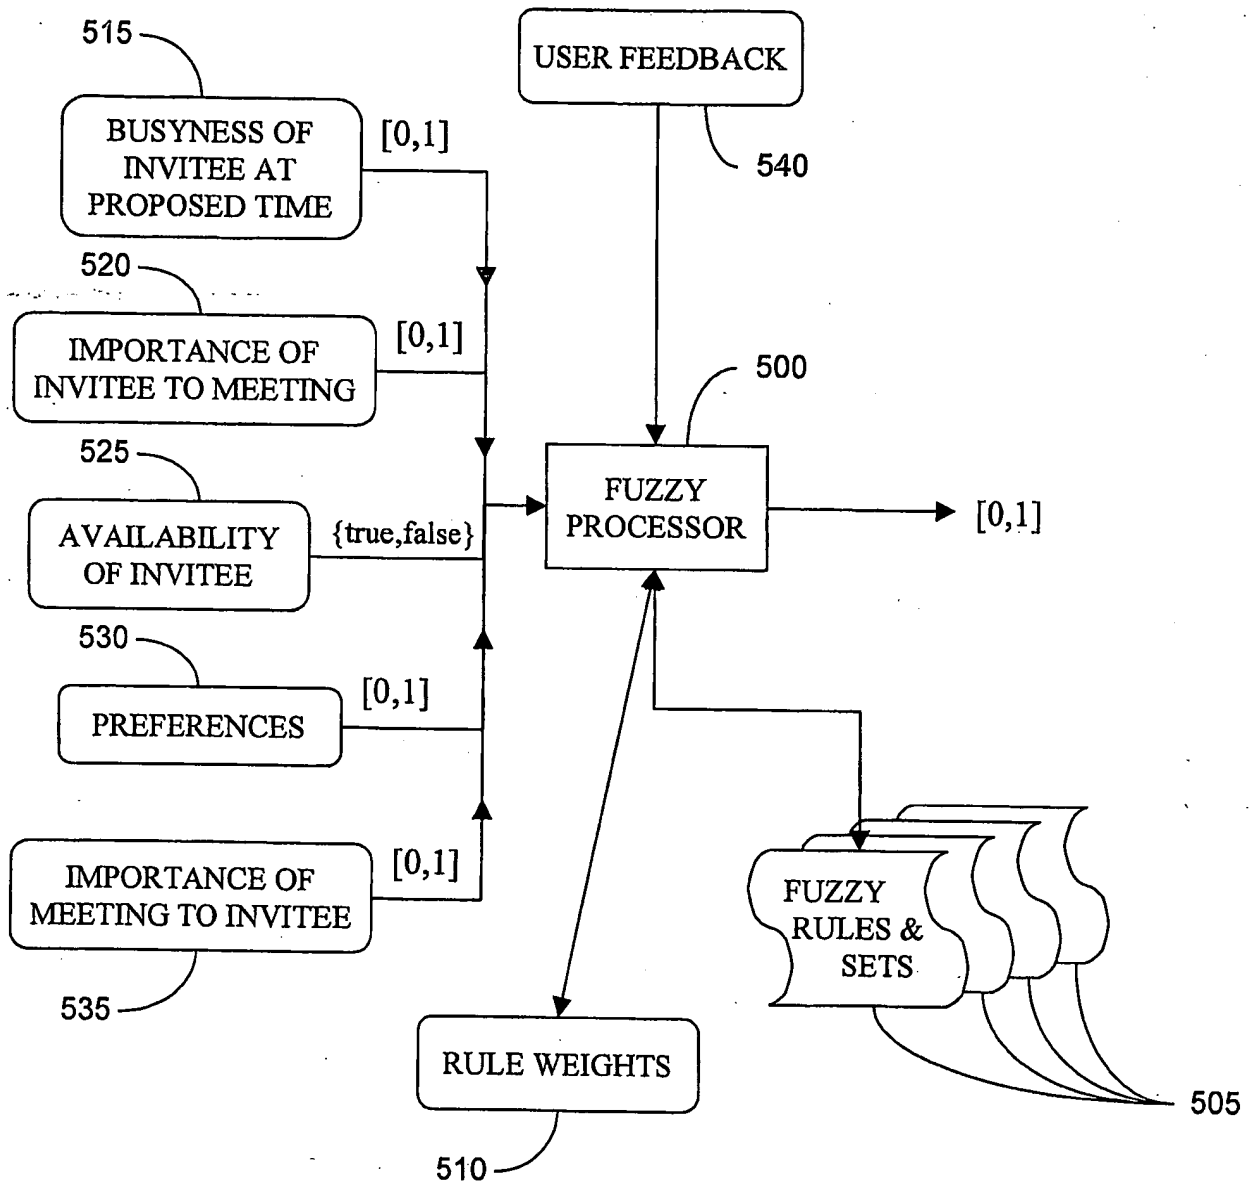 515
USER FEEDBACK
BUSYNESS OF
INVITEE AT
PROPOSED TIME
[0,1]
540
520
IMPORTANCE OF
INVITEE TO MEETING
[0,1]
500
525
AVAILABILITY
OF INVITEE
{true,false}
FUZZY
PROCESSOR
[0,1]
530
PREFERENCES
[0,1]
IMPORTANCE OF
MEETING TO INVITEE
[0,1]
535
FUZZY
RULES &
SETS
RULE WEIGHTS
505
510